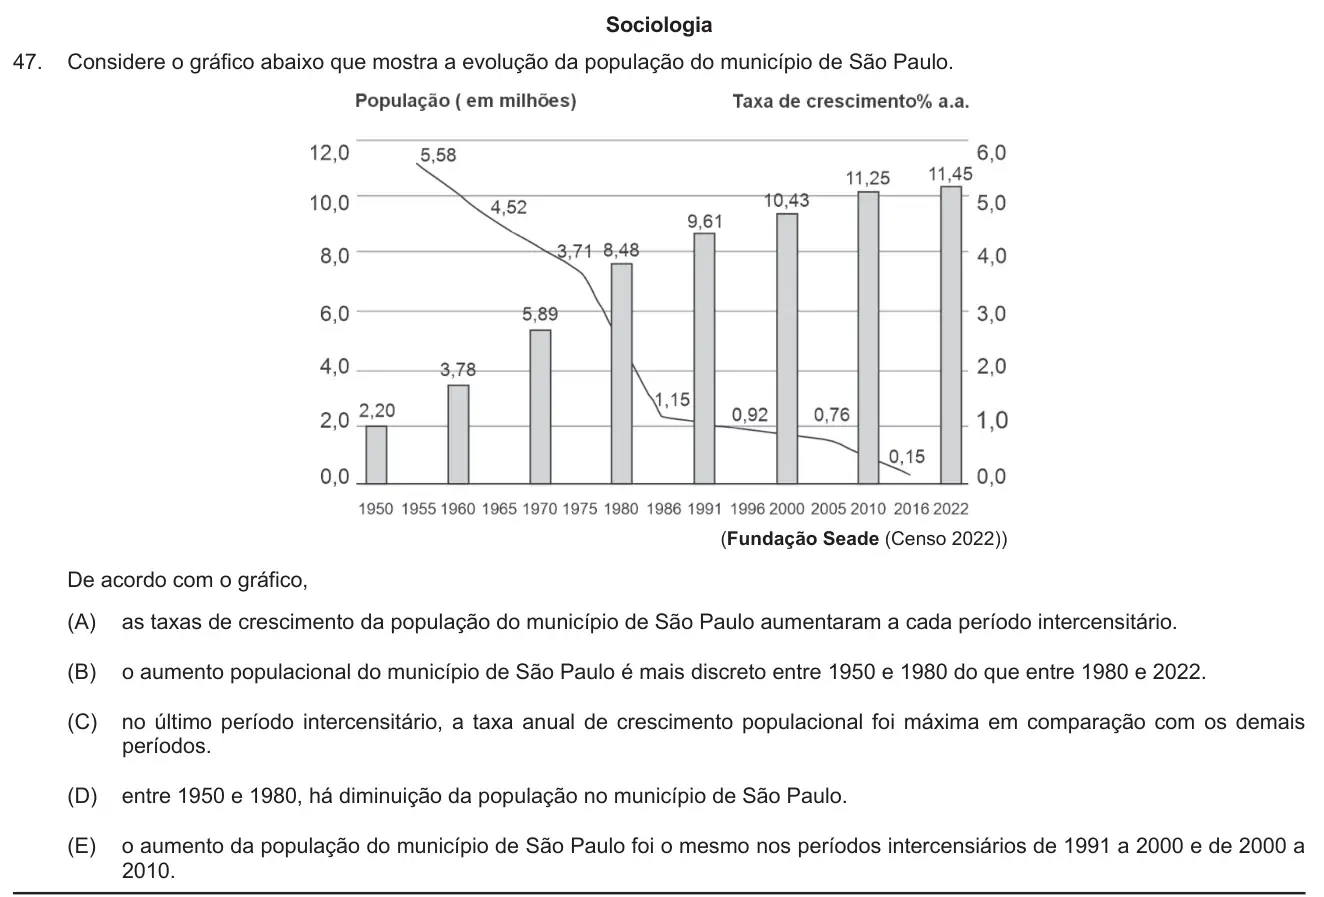 Sociologia
47. Considere o gráfico abaixo que mostra a evolução da população do município de São Paulo.
População ( em milhões) Taxa de crescimento% a.a.
12,0 5,58 6,0
11,25 11,45
10,0 4,52 10,43 5,0
9,61
8,0 3,71 8,48 4,0
6,0 5,89 3,0
4,0 3,78 2,0
2,20 1,15
2,0 0,92 0,76 1,0
0,15
0,0 0,0
1950 1955 1960 1965 1970 1975 1980 1986 1991 1996 2000 2005 2010 2016 2022
(Fundação Seade (Censo 2022))
De acordo com o gráfico,
(A) as taxas de crescimento da população do município de São Paulo aumentaram a cada período intercensitário.
(B) o aumento populacional do município de São Paulo é mais discreto entre 1950 e 1980 do que entre 1980 e 2022.
(C) no último período intercensitário, a taxa anual de crescimento populacional foi máxima em comparação com os demais
períodos.
(D) entre 1950 e 1980, há diminuição da população no município de São Paulo.
(E) o aumento da população do município de São Paulo foi o mesmo nos períodos intercensiários de 1991 a 2000 e de 2000 a
2010.